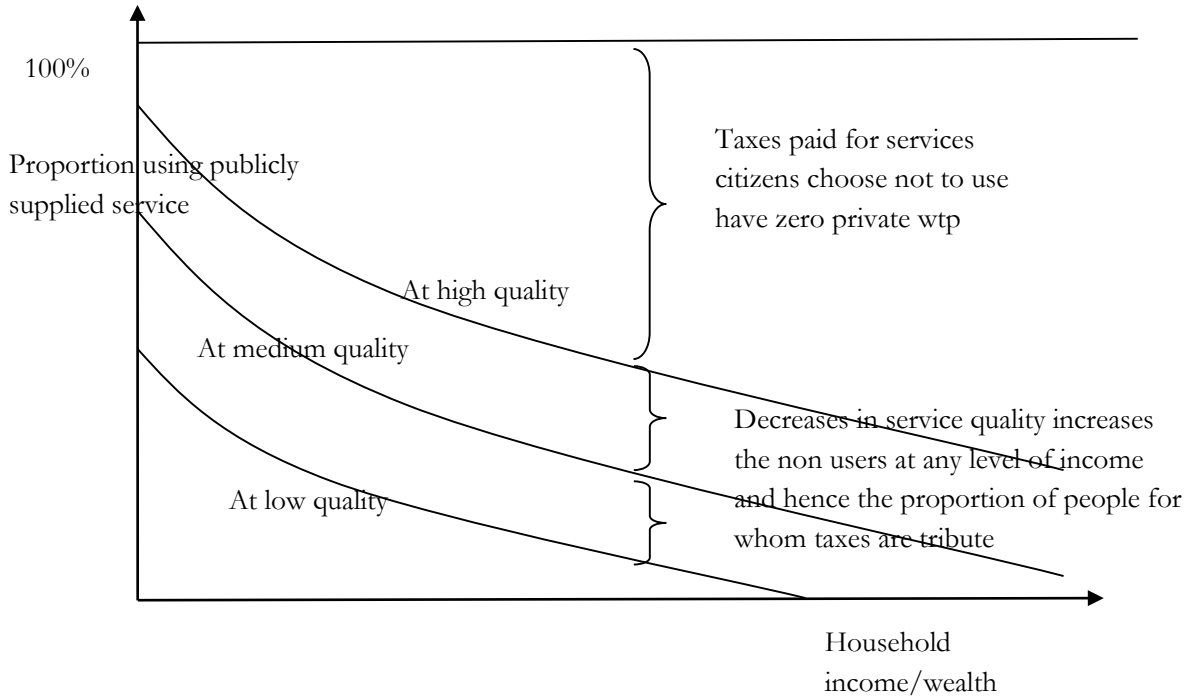 100%
Proportion using publicly
supplied service
Taxes paid for services
citizens choose not to use
have zero private wtp
At high quality
At medium quality
Decreases in service quality increases
the non users at any level of income
and hence the proportion of people for
whom taxes are tribute
At low quality
Household
income/wealth